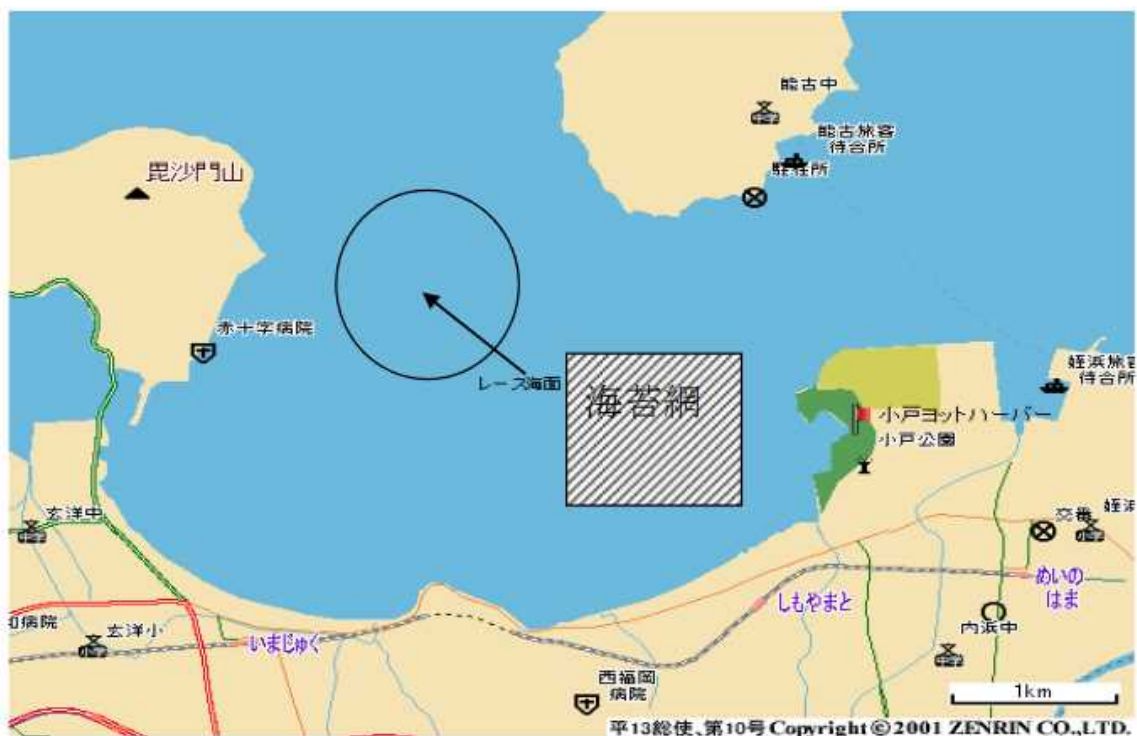 能古中
能古旅客
待合所
駐在所
毘沙門山
赤十字病院
レース海面
海苔網
姪浜旅客
待合所
小戸ヨットハーバー
小戸公園
玄洋中
交番
姪浜
めいの
はま
しもやまと
和病院
玄洋小
いまじゅく
内浜中
西福岡
病院
1km
平13総使、第10号 Copyright © 2001 ZENRIN CO.,LTD.